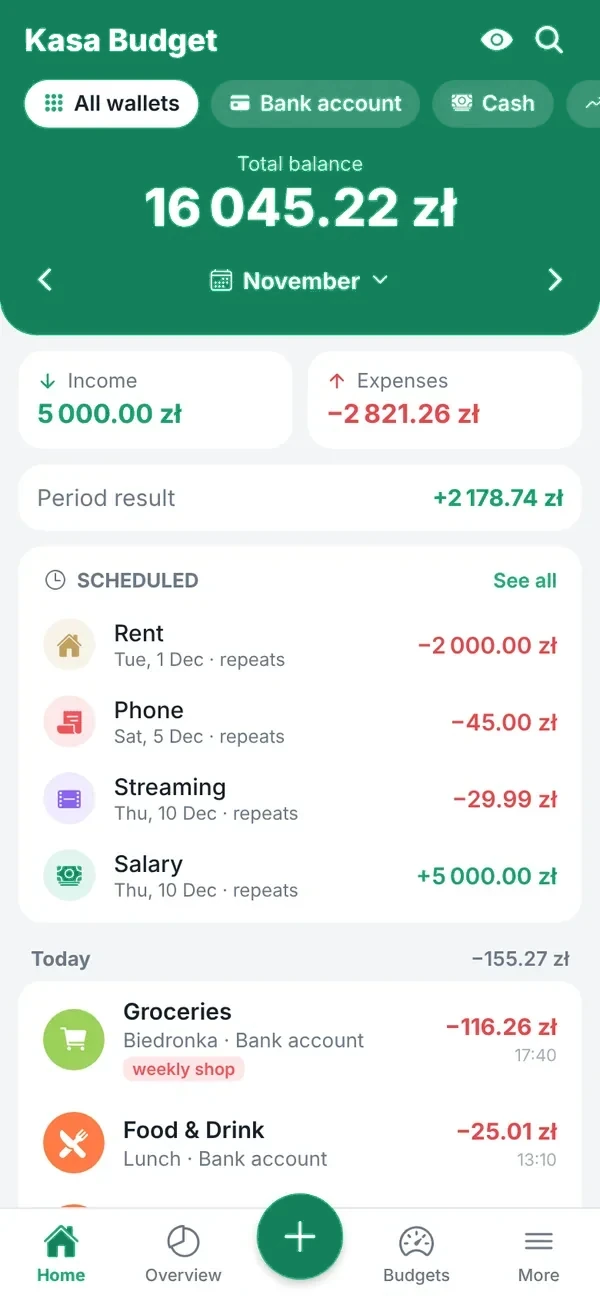 Kasa Budget
All wallets
Bank account
Cash
Total balance
16 045.22 zł
November
Income
5 000.00 zł
Expenses
−2 821.26 zł
Period result
+2 178.74 zł
SCHEDULED
See all
Rent
−2 000.00 zł
Tue, 1 Dec · repeats
Phone
−45.00 zł
Sat, 5 Dec · repeats
Streaming
−29.99 zł
Thu, 10 Dec · repeats
Salary
+5 000.00 zł
Thu, 10 Dec · repeats
Today
−155.27 zł
Groceries
−116.26 zł
Biedronka · Bank account
17:40
weekly shop
Food & Drink
−25.01 zł
Lunch · Bank account
13:10
Home
Overview
Budgets
More